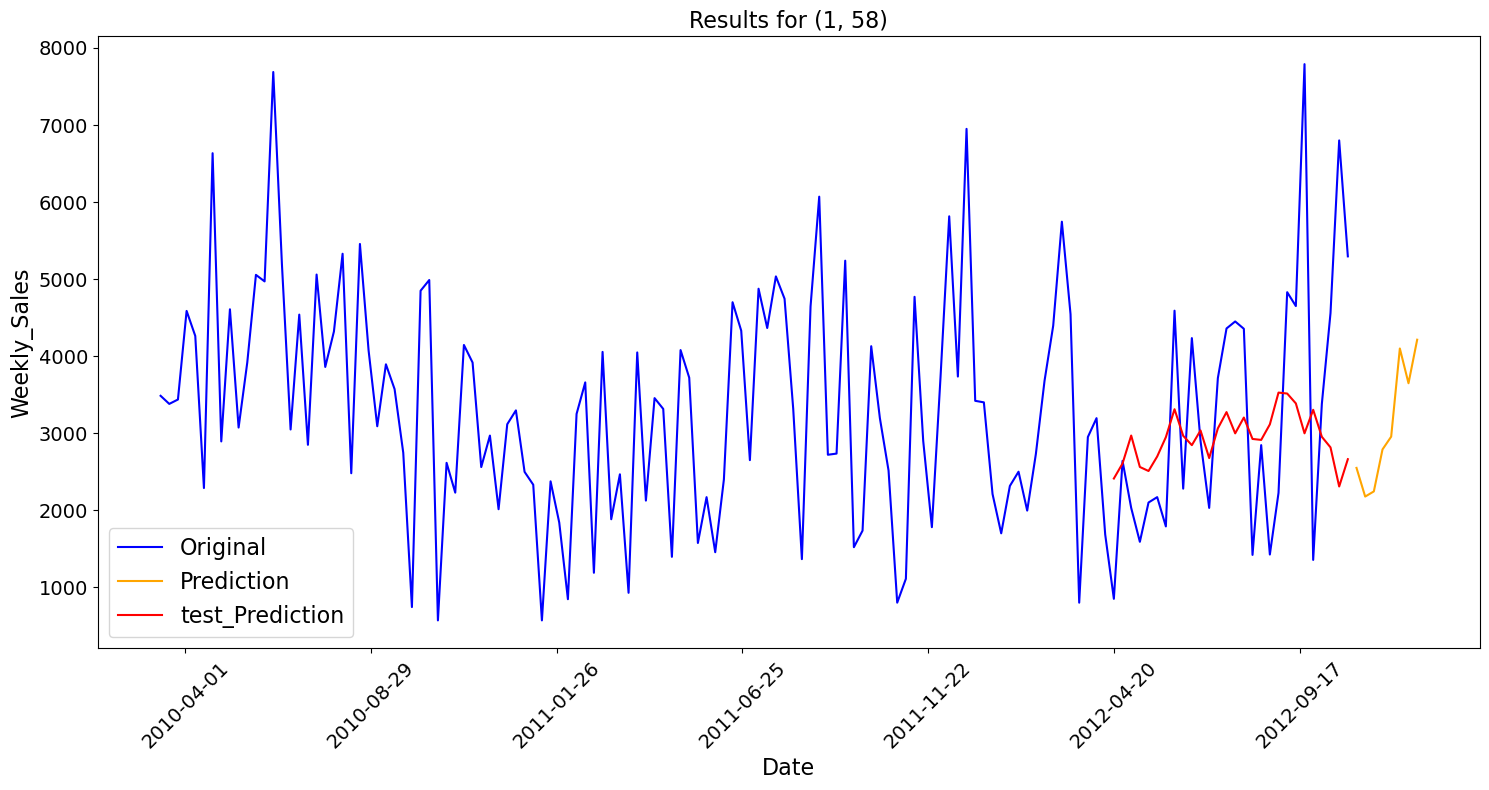 Results for (1, 58)
Weekly_Sales
8000
7000
6000
5000
4000
3000
2000
1000
Original
Prediction
test_Prediction
2010-04-01
2010-08-29
2011-01-26
2011-06-25
2011-11-22
2012-04-20
2012-09-17
Date